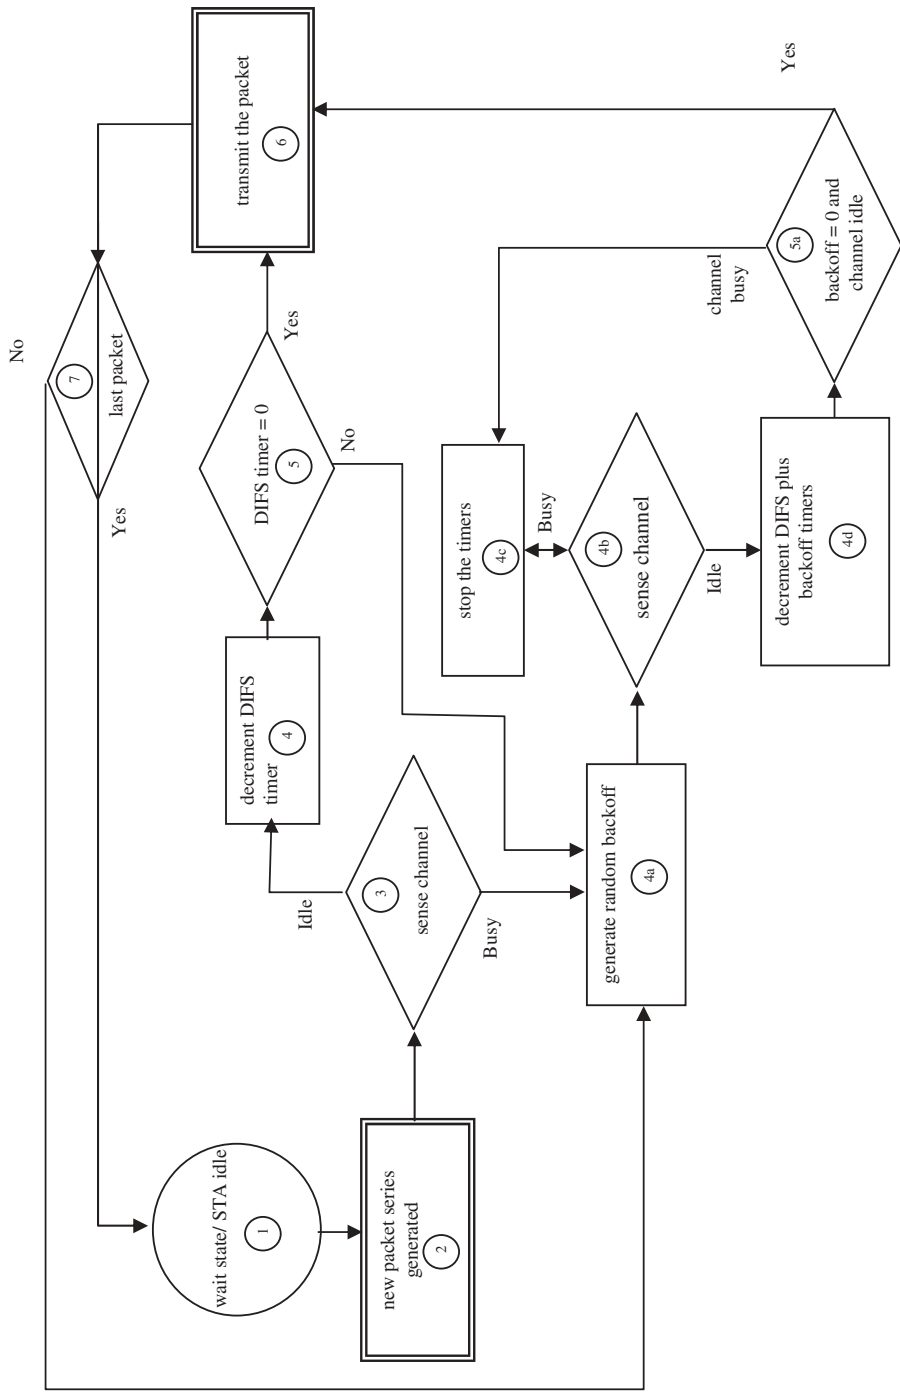 wait state/ STA idle
1
new packet series
generated
2
sense channel
3
Idle
Busy
decrement DIFS
timer
4
DIFS timer = 0
5
Yes
No
transmit the packet
6
last packet
7
Yes
No
generate random backoff
4a
sense channel
4b
Busy
Idle
stop the timers
4c
decrement DIFS plus
backoff timers
4d
backoff = 0 and
channel idle
5a
channel
busy
Yes